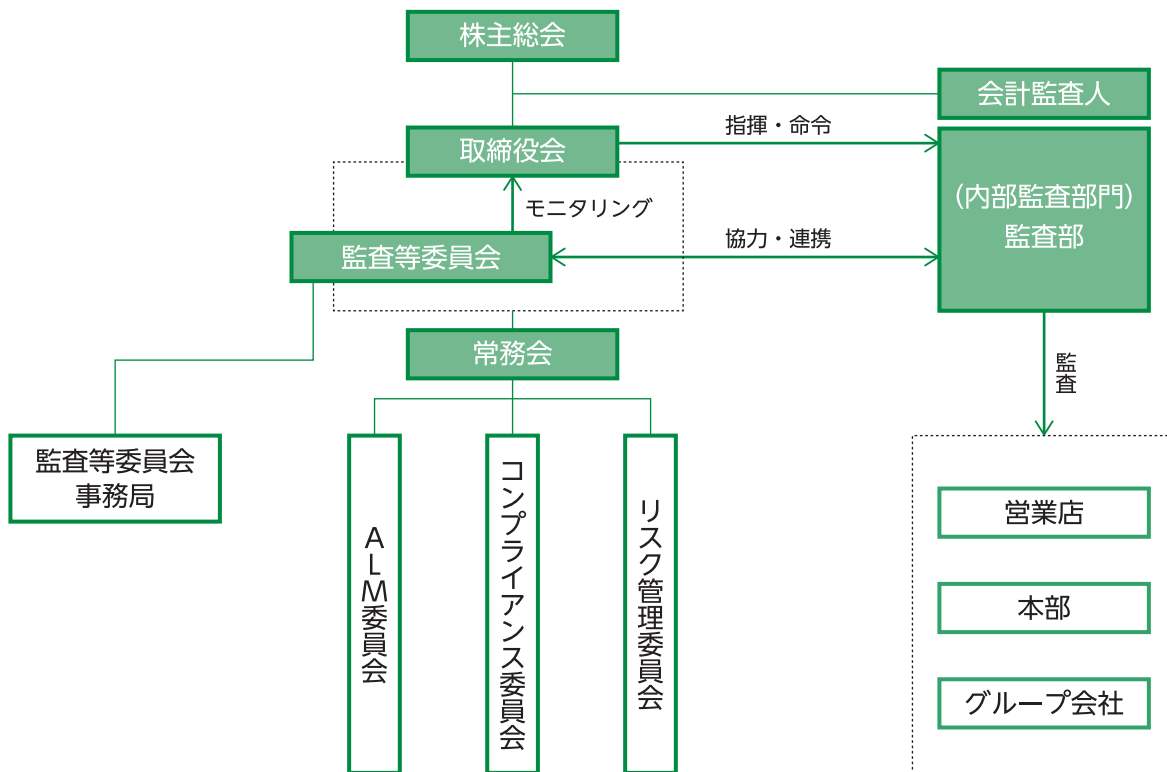 株主総会
会計監査人
指揮・命令
取締役会
(内部監査部門)
監査部
モニタリング
協力・連携
監査等委員会
常務会
監査
監査等委員会
事務局
ALM委員会
コンプライアンス委員会
リスク管理委員会
営業店
本部
グループ会社